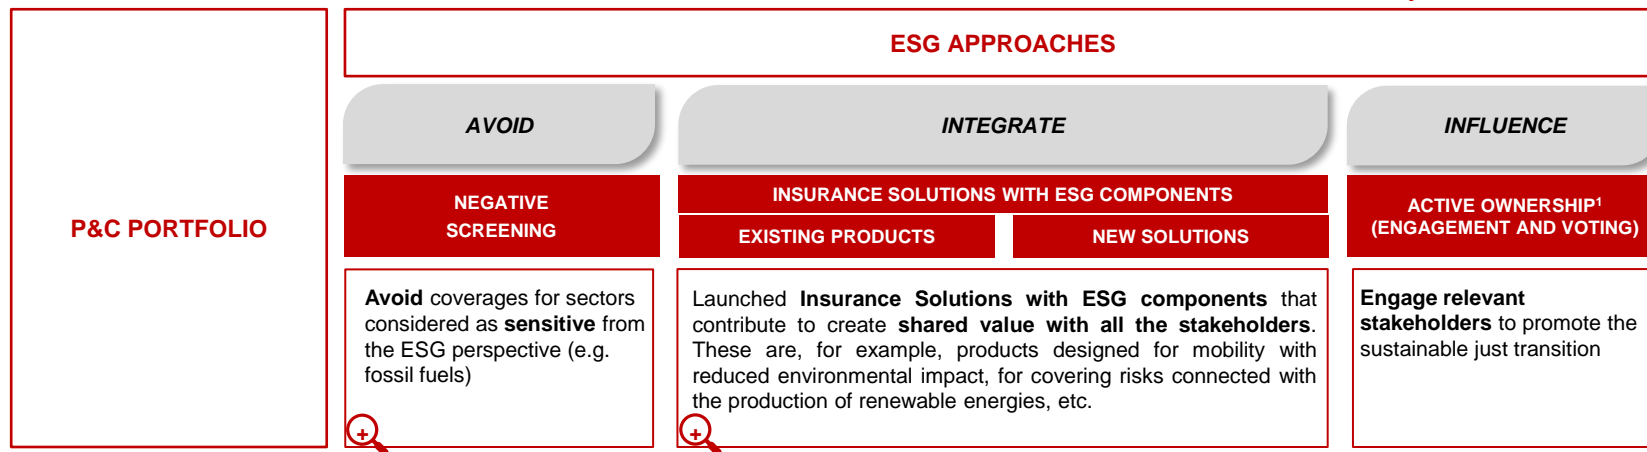 P&C PORTFOLIO
ESG APPROACHES
AVOID
INTEGRATE
INFLUENCE
NEGATIVE
SCREENING
INSURANCE SOLUTIONS WITH ESG COMPONENTS
EXISTING PRODUCTS
NEW SOLUTIONS
ACTIVE OWNERSHIP¹
(ENGAGEMENT AND VOTING)
Avoid coverages for sectors
considered as sensitive from
the ESG perspective (e.g.
fossil fuels)
Launched Insurance Solutions with ESG components that
contribute to create shared value with all the stakeholders.
These are, for example, products designed for mobility with
reduced environmental impact, for covering risks connected with
the production of renewable energies, etc.
Engage relevant
stakeholders to promote the
sustainable just transition
+
+